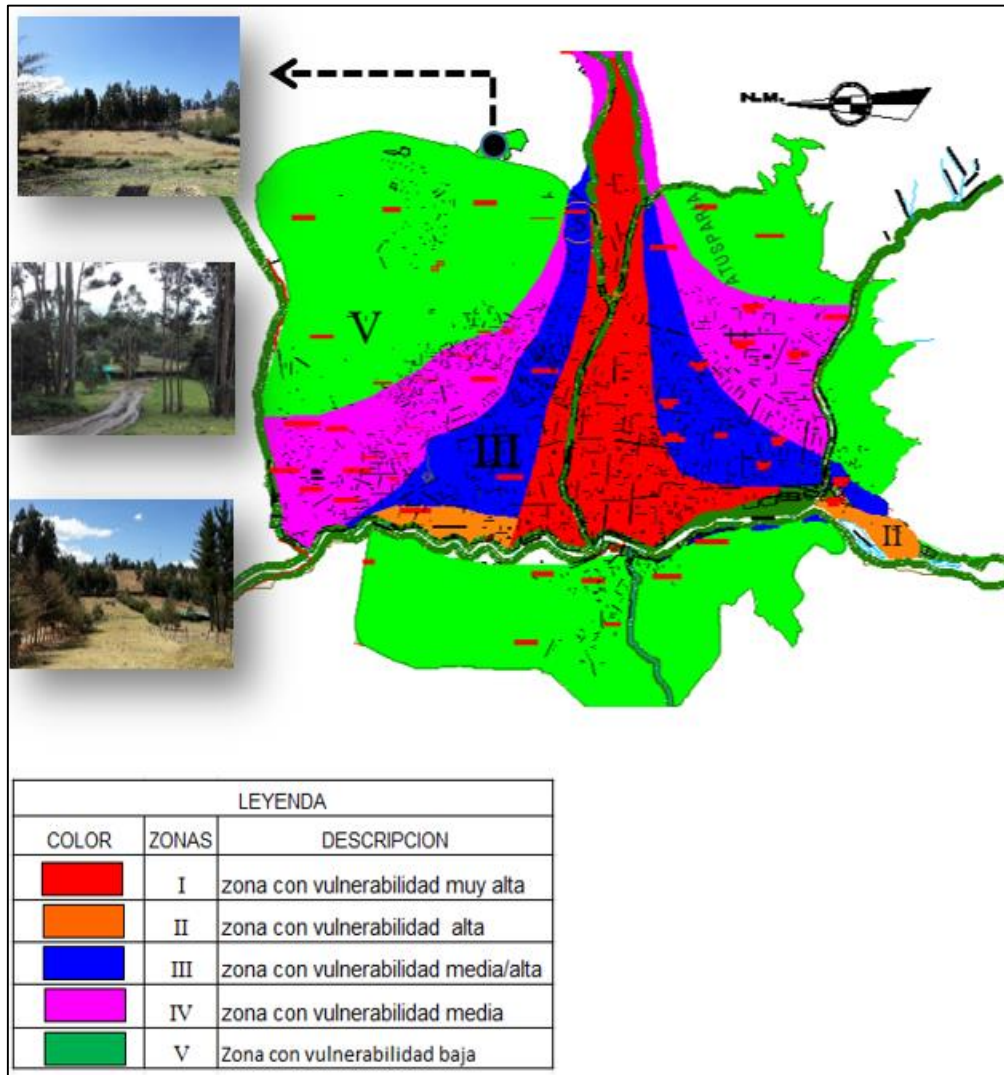 N.M.
ATUSPARIA
V
III
II
LEYENDA
COLOR ZONAS DESCRIPCION
I zona con vulnerabilidad muy alta
II zona con vulnerabilidad alta
III zona con vulnerabilidad media/alta
IV zona con vulnerabilidad media
V Zona con vulnerabilidad baja